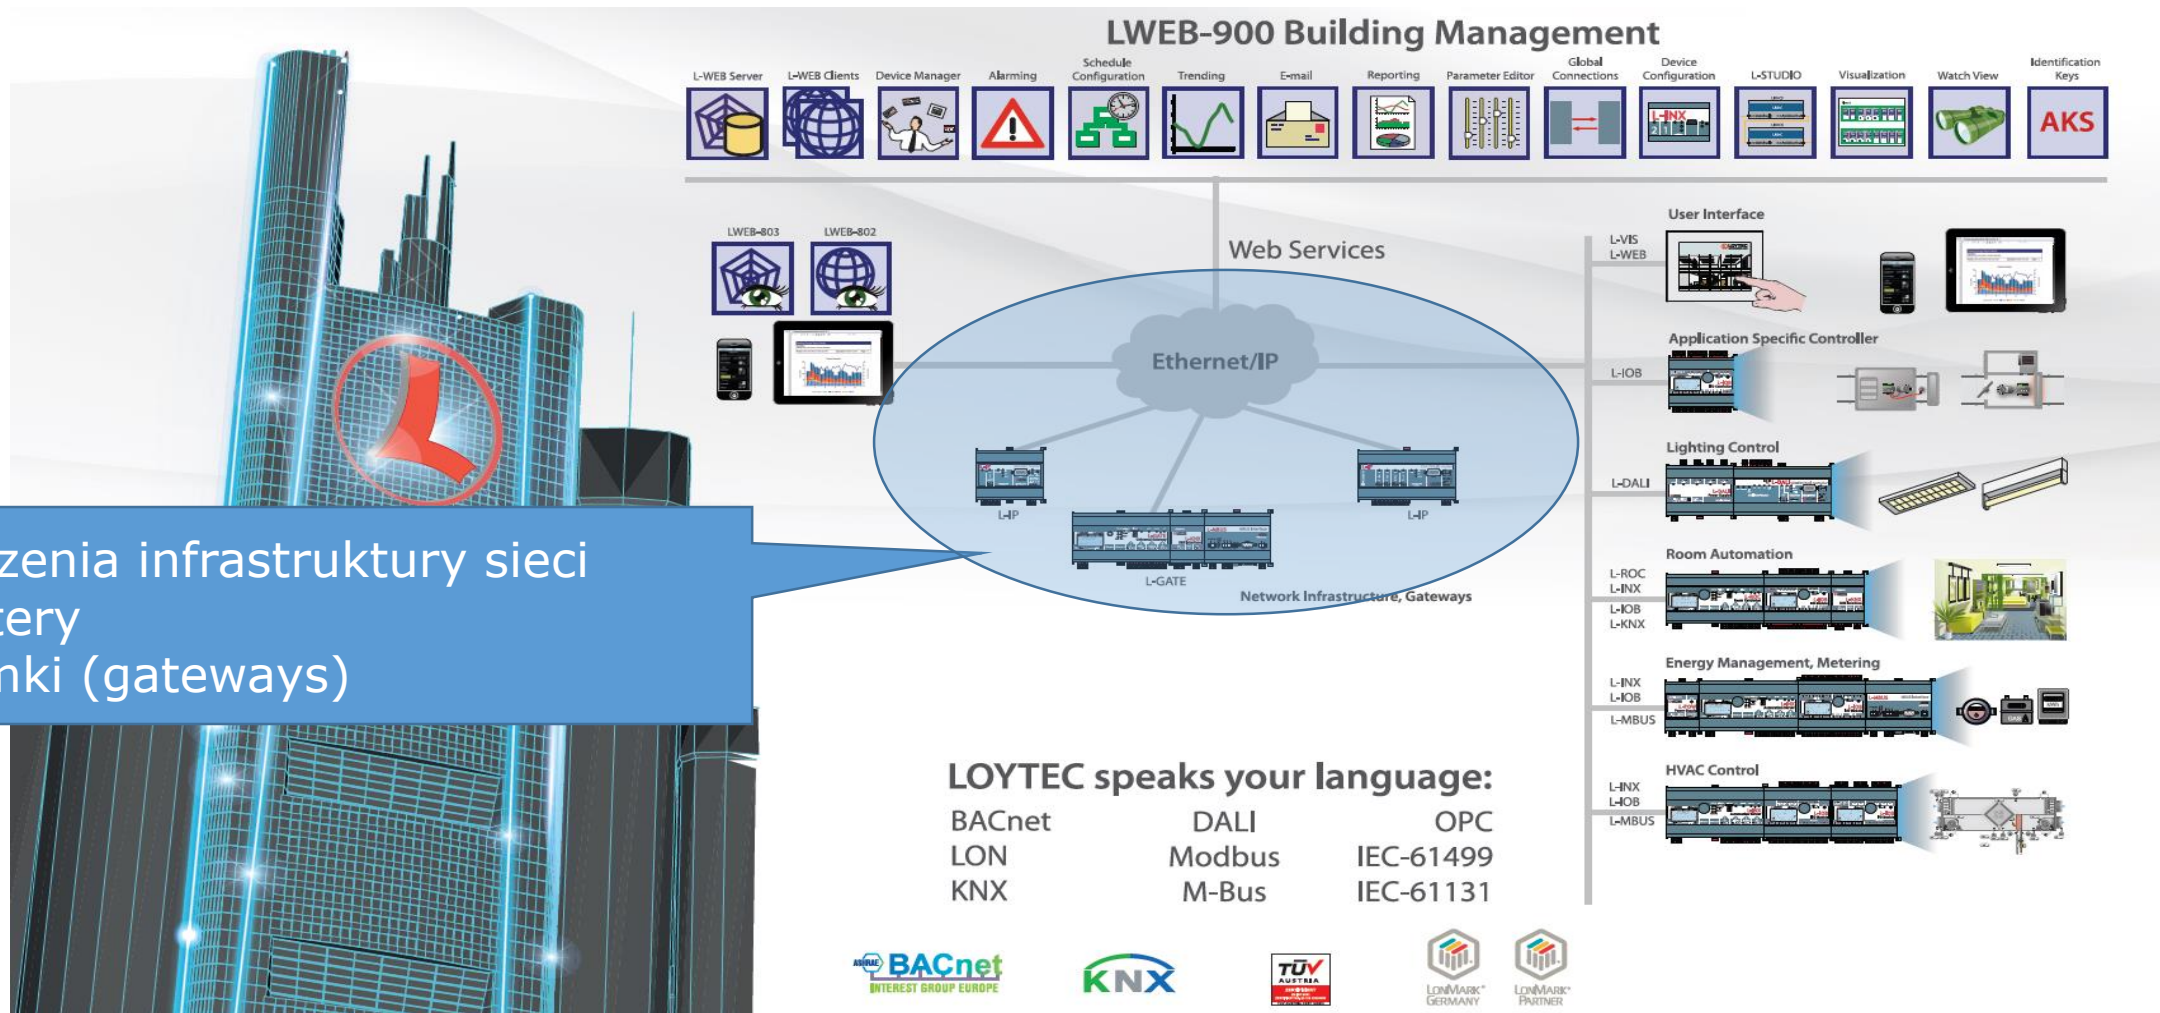 LWEB-900 Building Management
L-WEB Server
L-WEB Clients
Device Manager
Alarming
Schedule
Configuration
Trending
E-mail
Reporting
Parameter Editor
Global
Connections
Device
Configuration
L-STUDIO
Visualization
Watch View
Identification
Keys
L-INX
AKS
LWEB-803
LWEB-802
Web Services
Ethernet/IP
L-IP
L-IP
L-GATE
Network Infrastructure, Gateways
zenia infrastruktury sieci
tery
nki (gateways)
User Interface
L-VIS
L-WEB
Application Specific Controller
L-IOB
Lighting Control
L-DALI
Room Automation
L-ROC
L-INX
L-IOB
L-KNX
Energy Management, Metering
L-INX
L-IOB
L-MBUS
GAS
HVAC Control
L-INX
L-IOB
L-MBUS
LOYTEC speaks your language:
BACnet DALI OPC
LON Modbus IEC-61499
KNX M-Bus IEC-61131
ASHRAE BACnet
INTEREST GROUP EUROPE
KNX
TÜV
AUSTRIA
LONMARK®
GERMANY
LONMARK®
PARTNER